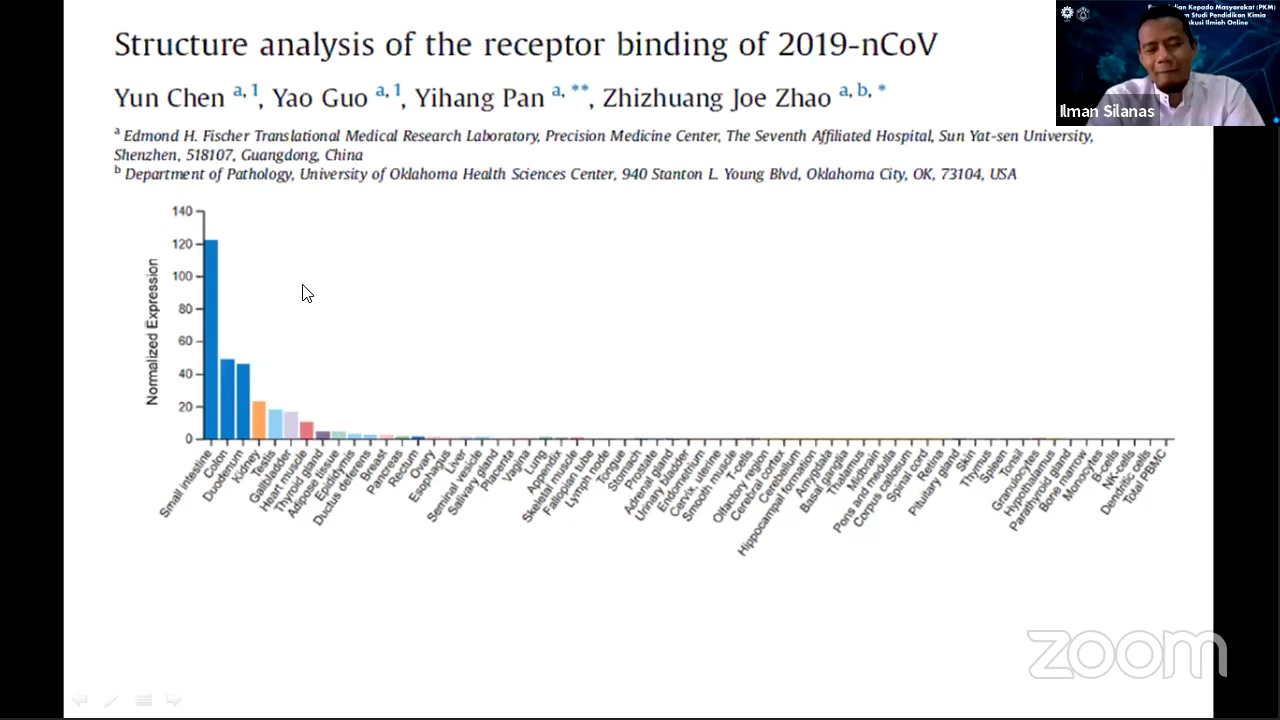 Structure analysis of the receptor binding of 2019-nCoV
Yun Chen a, 1, Yao Guo a, 1, Yihang Pan a, **, Zhizhuang Joe Zhao a, b, *
a Edmond H. Fischer Translational Medical Research Laboratory, Precision Medicine Center, The Seventh Affiliated Hospital, Sun Yat-sen University,
Shenzhen, 518107, Guangdong, China
b Department of Pathology, University of Oklahoma Health Sciences Center, 940 Stanton L. Young Blvd, Oklahoma City, OK, 73104, USA
Kepada Masyarakat (PKM)
Studi Pendidikan Kimia
Ilmiah Online
Ilman Silanas
Normalized Expression
140
120
100
80
60
40
20
0
Small intestine
Colon
Duodenum
Kidney
Testis
Gallbladder
Heart muscle
Thyroid gland
Adipose tissue
Epididymis
Ductus deferens
Breast
Pancreas
Rectum
Ovary
Esophagus
Liver
Seminal vesicle
Salivary gland
Placenta
Vagina
Lung
Appendix
Skeletal muscle
Fallopian tube
Lymph node
Tongue
Stomach
Prostate
Adrenal gland
Urinary bladder
Endometrium
Cervix, uterine
Smooth muscle
T-cells
Olfactory region
Cerebral cortex
Cerebellum
Hippocampal formation
Amygdala
Basal ganglia
Thalamus
Midbrain
Pons and medulla
Corpus callosum
Spinal cord
Retina
Pituitary gland
Skin
Thymus
Spleen
Tonsil
Granulocytes
Hypothalamus
Parathyroid gland
Bone marrow
Monocytes
B-cells
NK-cells
Dendritic cells
Total PBMC
zoom